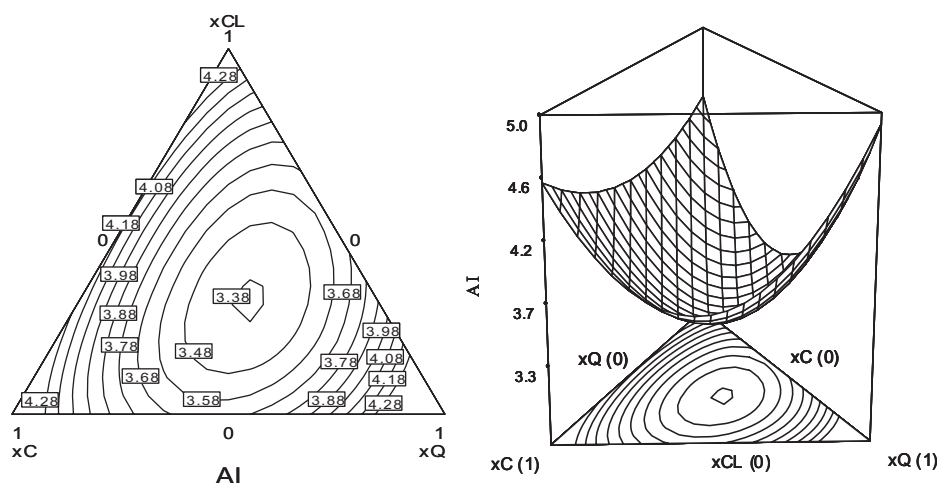 xCL
1
4.28
4.08
4.18
0
0
3.98
3.38
3.68
3.88
3.98
3.78
3.48
4.08
3.78
3.68
4.18
4.28
3.58
3.88
4.28
1
0
1
xC
xQ
AI
5.0
4.6
4.2
AI
3.7
xQ (0)
xC (0)
3.3
xC (1)
xCL (0)
xQ (1)